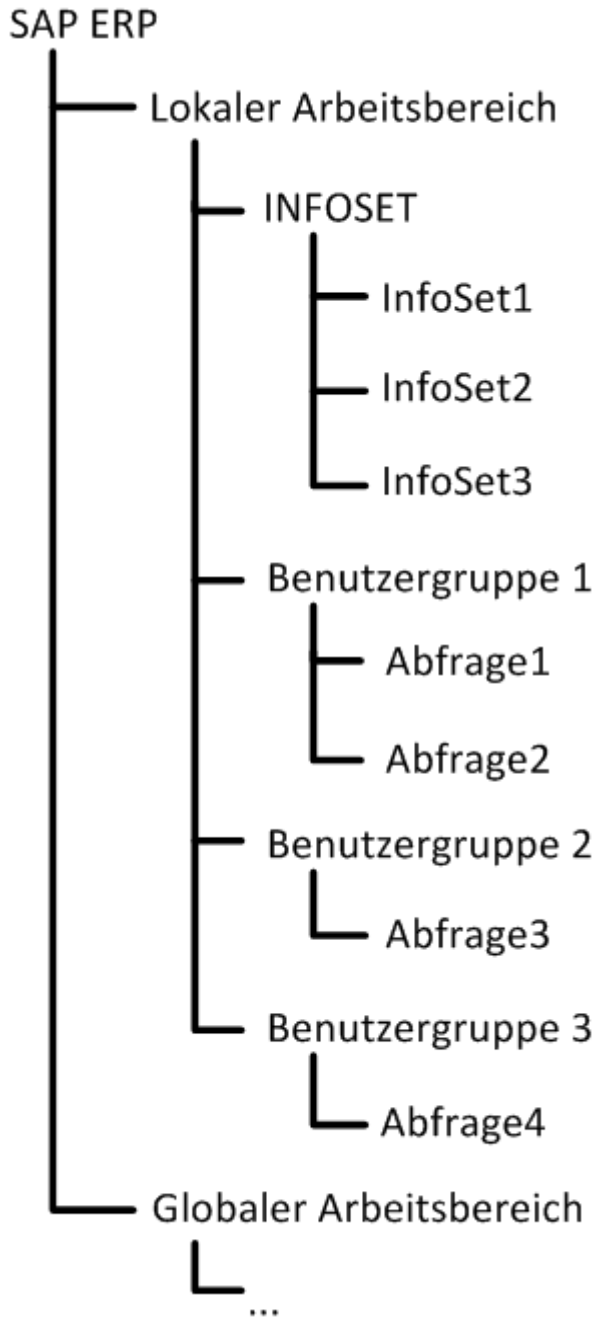 SAP ERP
Lokaler Arbeitsbereich
INFOSET
InfoSet1
InfoSet2
InfoSet3
Benutzergruppe 1
Abfrage1
Abfrage2
Benutzergruppe 2
Abfrage3
Benutzergruppe 3
Abfrage4
Globaler Arbeitsbereich
...